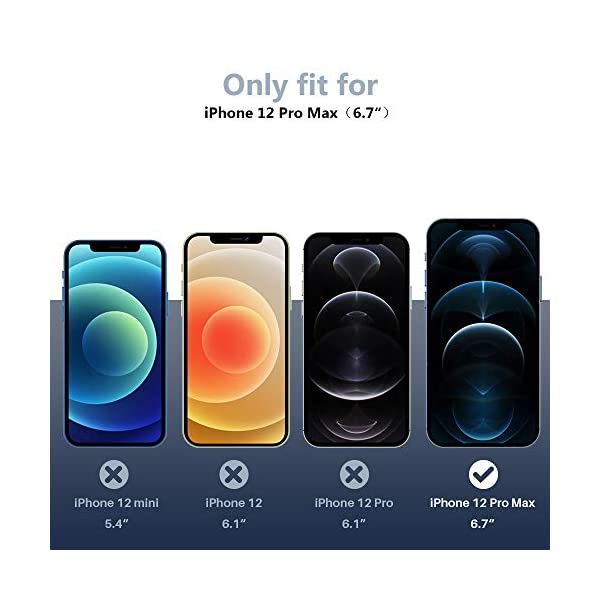 Only fit for
iPhone 12 Pro Max（6.7“）
iPhone 12 mini
5.4”
iPhone 12
6.1”
iPhone 12 Pro
6.1”
iPhone 12 Pro Max
6.7”